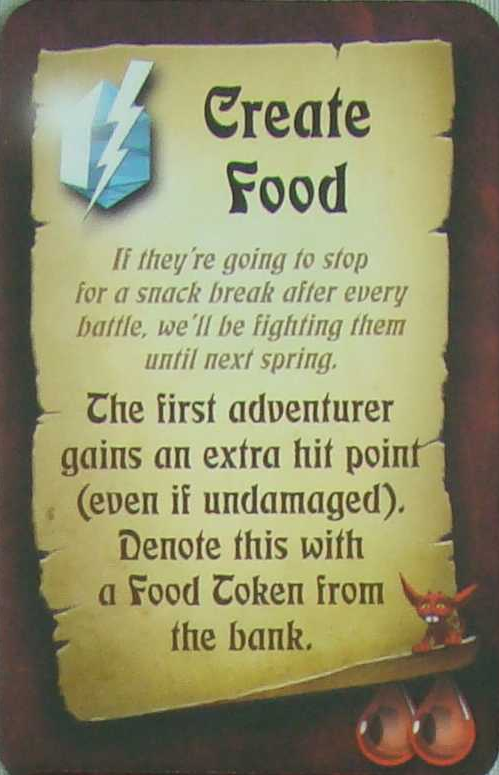 Create
Food
If they're going to stop
for a snack break after every
battle, we'll be fighting them
until next spring.
The first adventurer
gains an extra hit point
(even if undamaged).
Denote this with
a Food Token from
the bank.